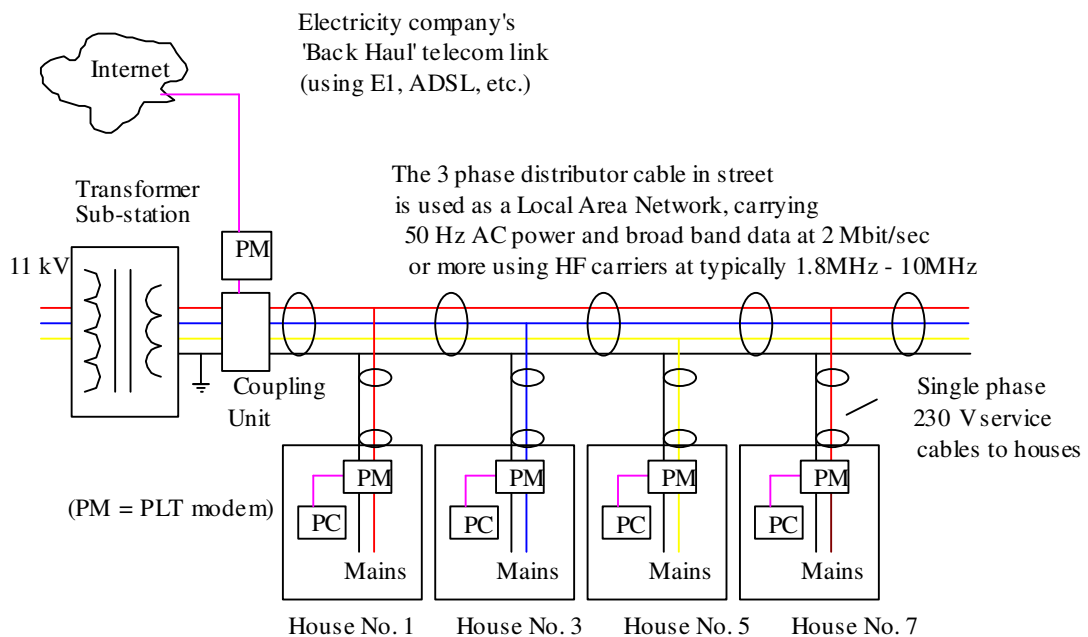 Electricity company's
'Back Haul' telecom link
(using E1, ADSL, etc.)
Internet
The 3 phase distributor cable in street
is used as a Local Area Network, carrying
50 Hz AC power and broad band data at 2 Mbit/sec
or more using HF carriers at typically 1.8MHz - 10MHz
Transformer
Sub-station
PM
11 kV
Coupling
Unit
Single phase
230 V service
cables to houses
(PM = PLT modem)
PM
PC
Mains
PM
PC
Mains
PM
PC
Mains
PM
PC
Mains
House No. 1
House No. 3
House No. 5
House No. 7